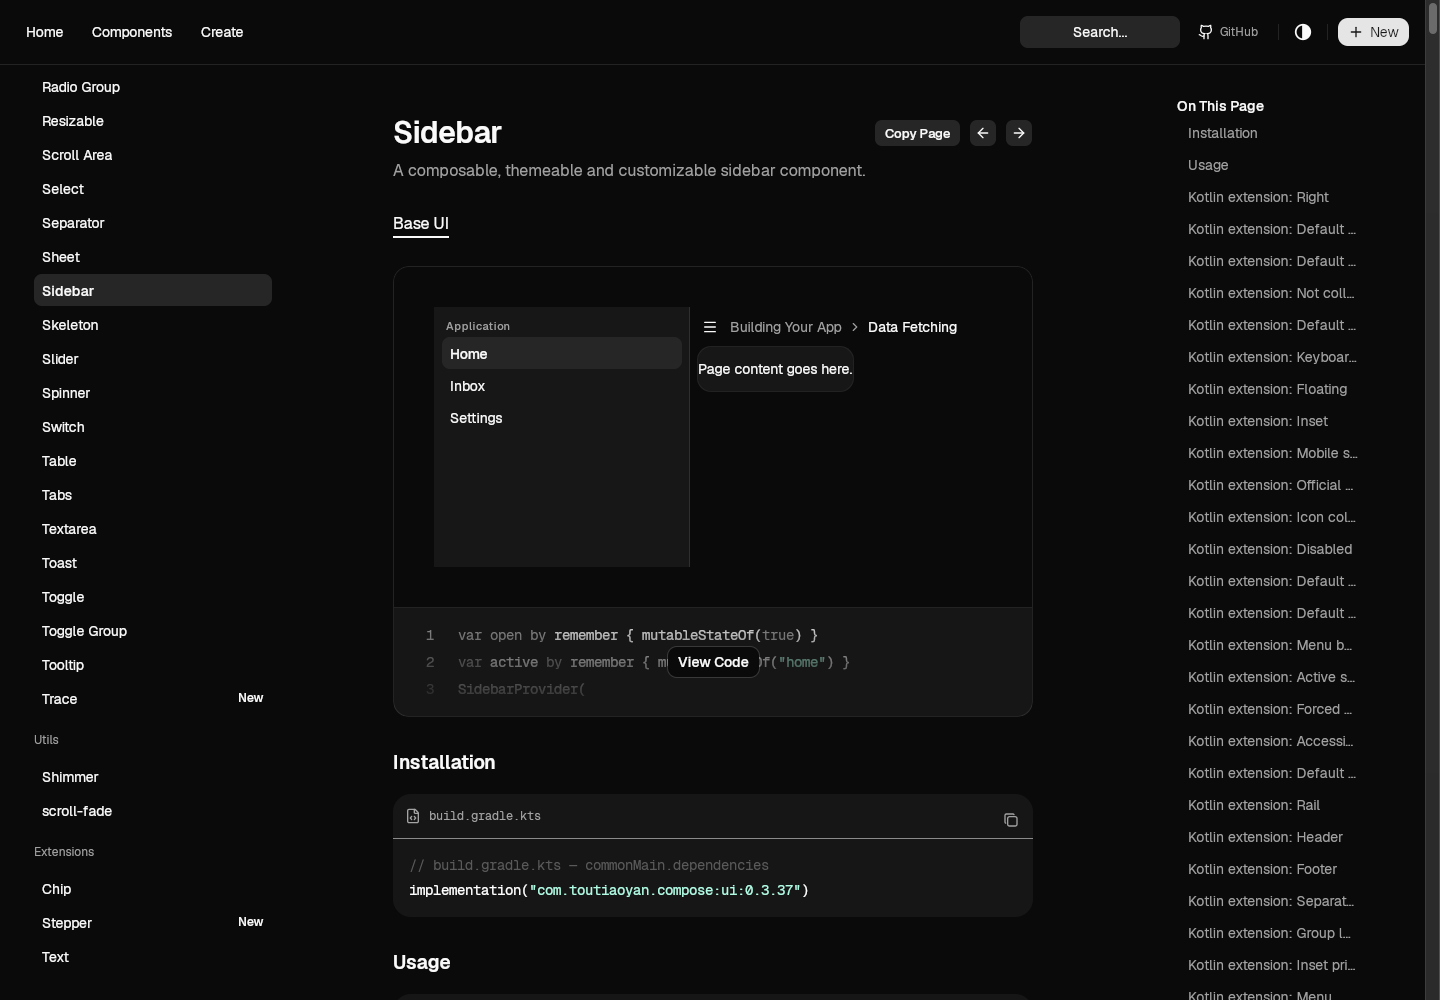 Home Components Create Search... GitHub New
Radio Group
Resizable
Scroll Area
Select
Separator
Sheet
Sidebar
Skeleton
Slider
Spinner
Switch
Table
Tabs
Textarea
Toast
Toggle
Toggle Group
Tooltip
Trace New
Utils
Shimmer
scroll-fade
Extensions
Chip
Stepper New
Text
Sidebar
Copy Page
A composable, themeable and customizable sidebar component.
Base UI
Application
Home
Inbox
Settings
Building Your App > Data Fetching
Page content goes here.
1 var open by remember { mutableStateOf(true) }
2 var active by remember { m View Code Of("home") }
3 SidebarProvider(
Installation
build.gradle.kts
// build.gradle.kts — commonMain.dependencies
implementation("com.toutiaoyan.compose:ui:0.3.37")
Usage
On This Page
Installation
Usage
Kotlin extension: Right
Kotlin extension: Default ...
Kotlin extension: Default ...
Kotlin extension: Not coll...
Kotlin extension: Default ...
Kotlin extension: Keyboar...
Kotlin extension: Floating
Kotlin extension: Inset
Kotlin extension: Mobile s...
Kotlin extension: Official ...
Kotlin extension: Icon col...
Kotlin extension: Disabled
Kotlin extension: Default ...
Kotlin extension: Default ...
Kotlin extension: Menu b...
Kotlin extension: Active s...
Kotlin extension: Forced ...
Kotlin extension: Accessi...
Kotlin extension: Default ...
Kotlin extension: Rail
Kotlin extension: Header
Kotlin extension: Footer
Kotlin extension: Separat...
Kotlin extension: Group l...
Kotlin extension: Inset pri...
Kotlin extension: Menu